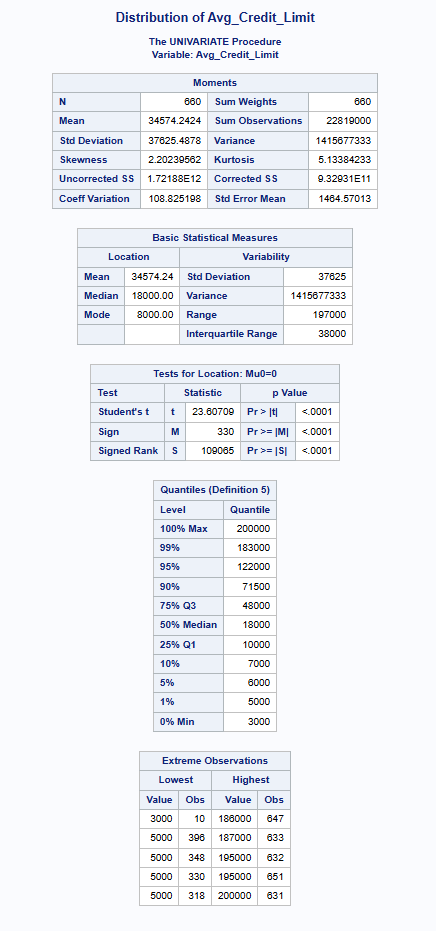 Distribution of Avg_Credit_Limit
The UNIVARIATE Procedure
Variable: Avg_Credit_Limit
Moments
N 660 Sum Weights 660
Mean 34574.2424 Sum Observations 22819000
Std Deviation 37625.4878 Variance 1415677333
Skewness 2.20239562 Kurtosis 5.13384233
Uncorrected SS 1.72188E12 Corrected SS 9.32931E11
Coeff Variation 108.825198 Std Error Mean 1464.57013
Basic Statistical Measures
Location Variability
Mean 34574.24 Std Deviation 37625
Median 18000.00 Variance 1415677333
Mode 8000.00 Range 197000
Interquartile Range 38000
Tests for Location: Mu0=0
Test Statistic p Value
Student's t t 23.60709 Pr > |t| <.0001
Sign M 330 Pr >= |M| <.0001
Signed Rank S 109065 Pr >= |S| <.0001
Quantiles (Definition 5)
Level Quantile
100% Max 200000
99% 183000
95% 122000
90% 71500
75% Q3 48000
50% Median 18000
25% Q1 10000
10% 7000
5% 6000
1% 5000
0% Min 3000
Extreme Observations
Lowest Highest
Value Obs Value Obs
3000 10 186000 647
5000 396 187000 633
5000 348 195000 632
5000 330 195000 651
5000 318 200000 631